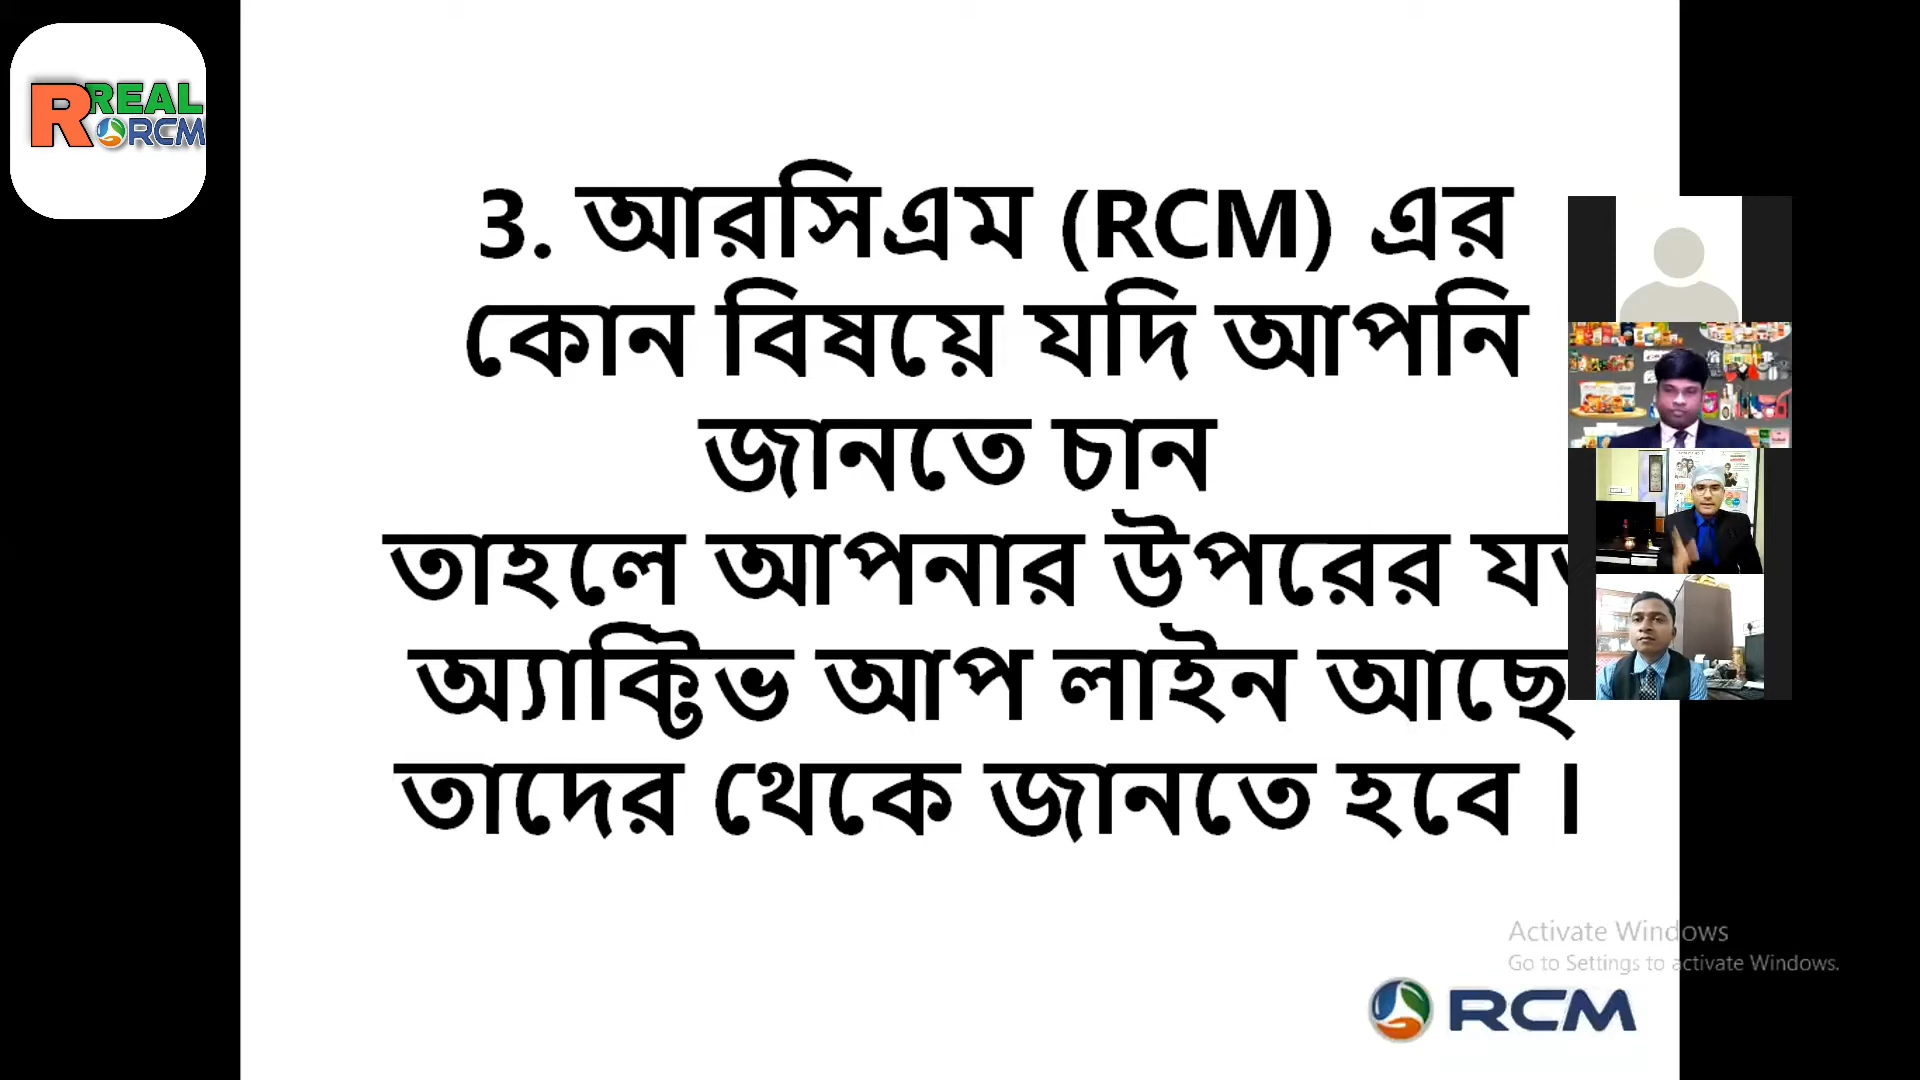 R REAL
RCM
3. আরসিএম (RCM) এর
কোন বিষয়ে যদি আপনি
জানতে চান
তাহলে আপনার উপরের
অ্যাক্টিভ আপ লাইন আছে
তাদের থেকে জানতে হবে ।
Activate Windows
Go to Settings to activate Windows.
RCM